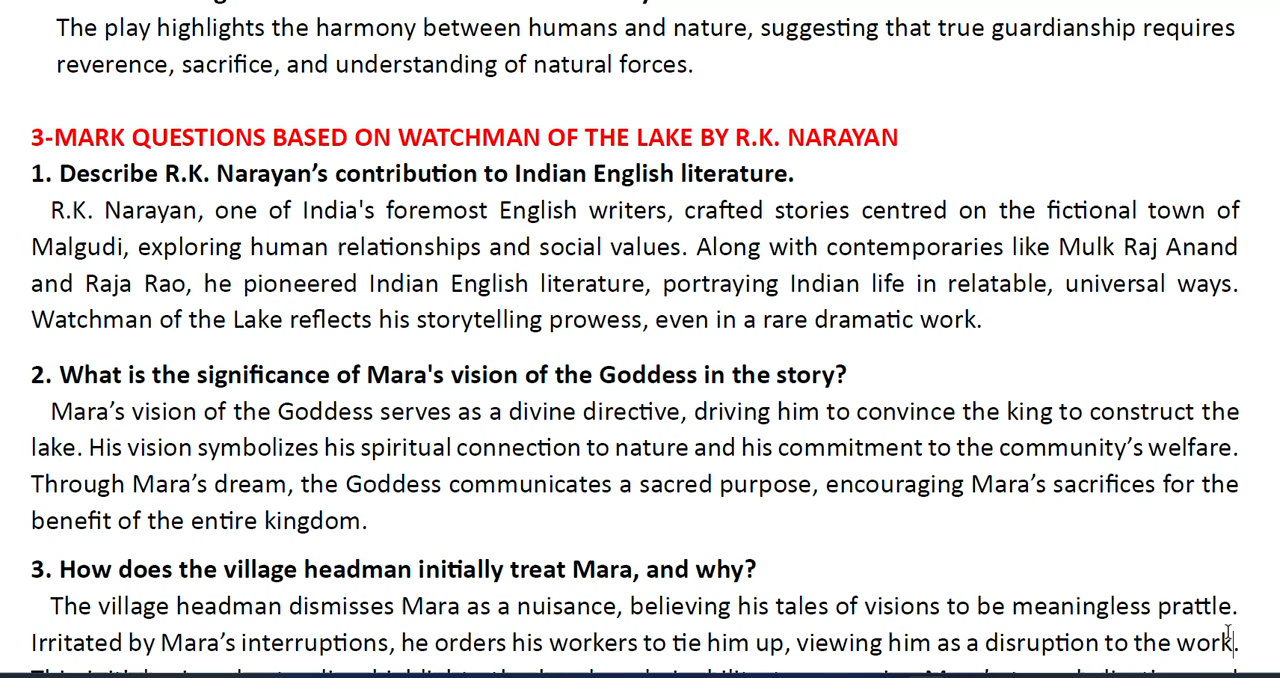 The play highlights the harmony between humans and nature, suggesting that true guardianship requires
reverence, sacrifice, and understanding of natural forces.
3-MARK QUESTIONS BASED ON WATCHMAN OF THE LAKE BY R.K. NARAYAN
1. Describe R.K. Narayan’s contribution to Indian English literature.
R.K. Narayan, one of India's foremost English writers, crafted stories centred on the fictional town of
Malgudi, exploring human relationships and social values. Along with contemporaries like Mulk Raj Anand
and Raja Rao, he pioneered Indian English literature, portraying Indian life in relatable, universal ways.
Watchman of the Lake reflects his storytelling prowess, even in a rare dramatic work.
2. What is the significance of Mara's vision of the Goddess in the story?
Mara’s vision of the Goddess serves as a divine directive, driving him to convince the king to construct the
lake. His vision symbolizes his spiritual connection to nature and his commitment to the community’s welfare.
Through Mara’s dream, the Goddess communicates a sacred purpose, encouraging Mara’s sacrifices for the
benefit of the entire kingdom.
3. How does the village headman initially treat Mara, and why?
The village headman dismisses Mara as a nuisance, believing his tales of visions to be meaningless prattle.
Irritated by Mara’s interruptions, he orders his workers to tie him up, viewing him as a disruption to the work.